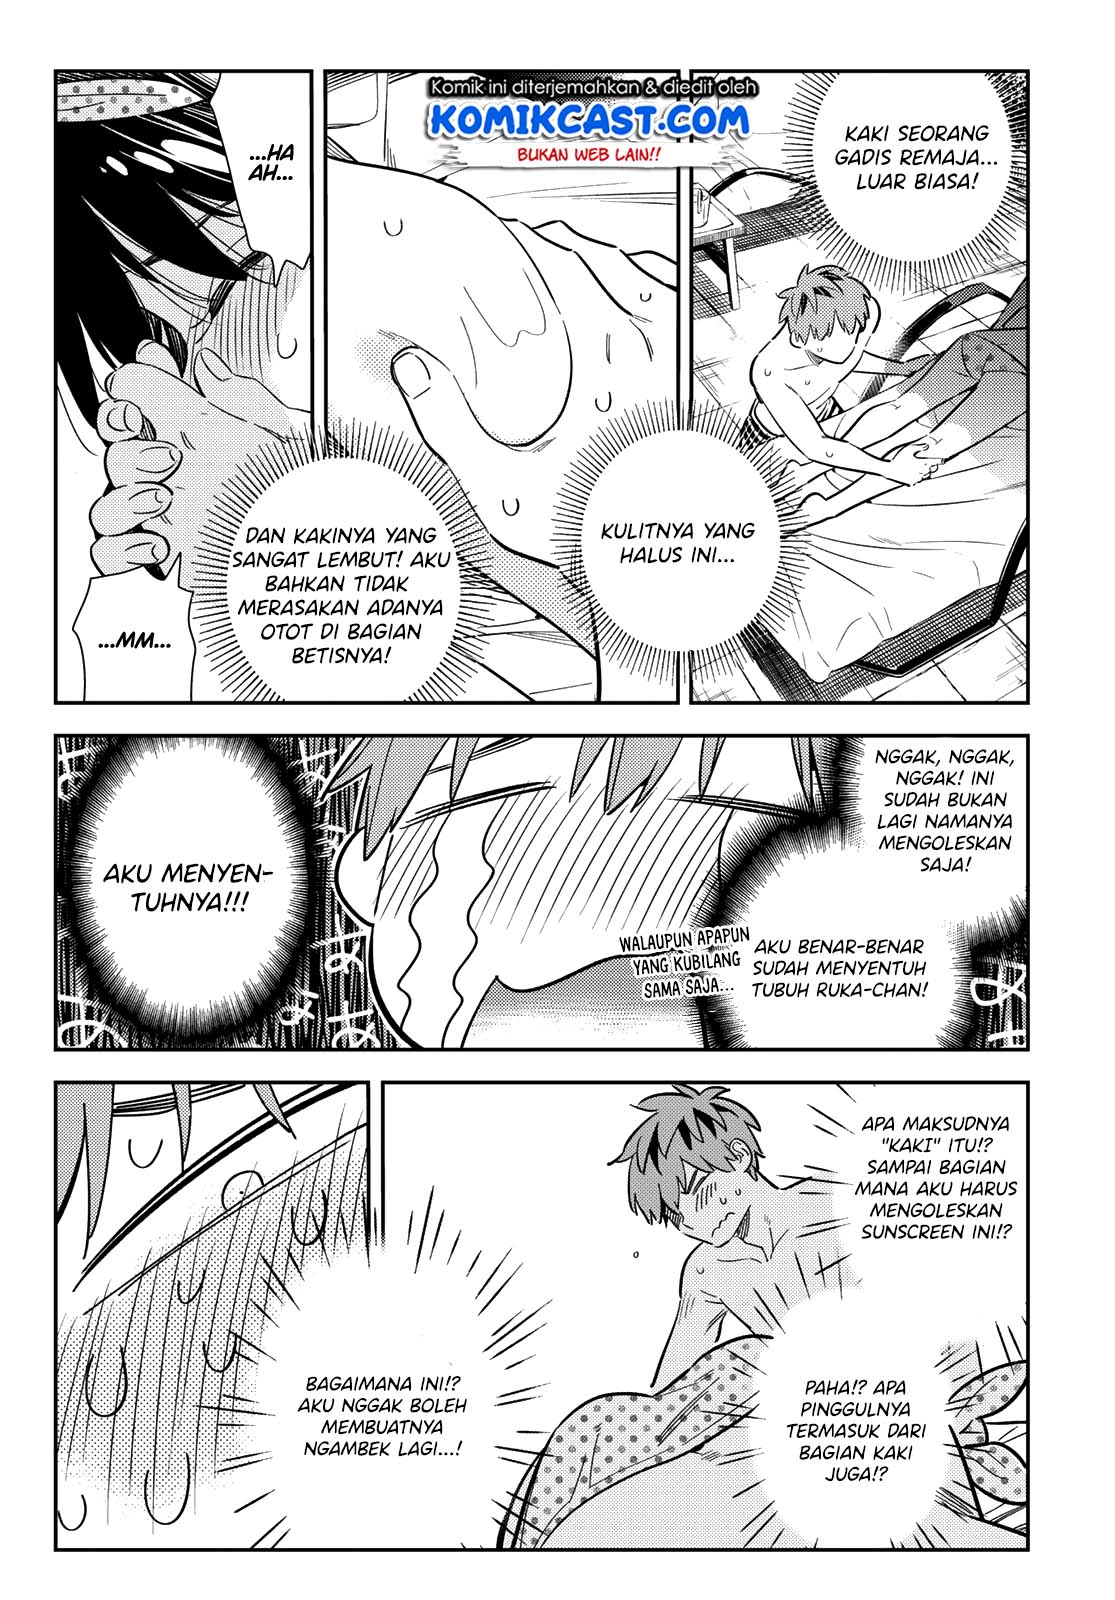 Komik ini diterjemahkan & diedit oleh
KOMIKCAST.COM
BUKAN WEB LAIN!!
KAKI SEORANG
GADIS REMAJA...
LUAR BIASA!
KULITNYA YANG
HALUS INI...
DAN KAKINYA YANG
SANGAT LEMBUT! AKU
BAHKAN TIDAK
MERASAKAN ADANYA
OTOT DI BAGIAN
BETISNYA!
...HA
AH...
...MM...
NGGAK, NGGAK,
NGGAK! INI
SUDAH BUKAN
LAGI NAMANYA
MENGOLESKAN
SAJA!
AKU BENAR-BENAR
SUDAH MENYENTUH
TUBUH RUKA-CHAN!
WALAUPUN APAPUN
YANG KUBILANG
SAMA SAJA...
AKU MENYEN-
TUHNYA!!!
APA MAKSUDNYA
"KAKI" ITU!?
SAMPAI BAGIAN
MANA AKU HARUS
MENGOLESKAN
SUNSCREEN INI!?
PAHA!? APA
PINGGULNYA
TERMASUK DARI
BAGIAN KAKI
JUGA!?
BAGAIMANA INI!?
AKU NGGAK BOLEH
MEMBUATNYA
NGAMBEK LAGI...!